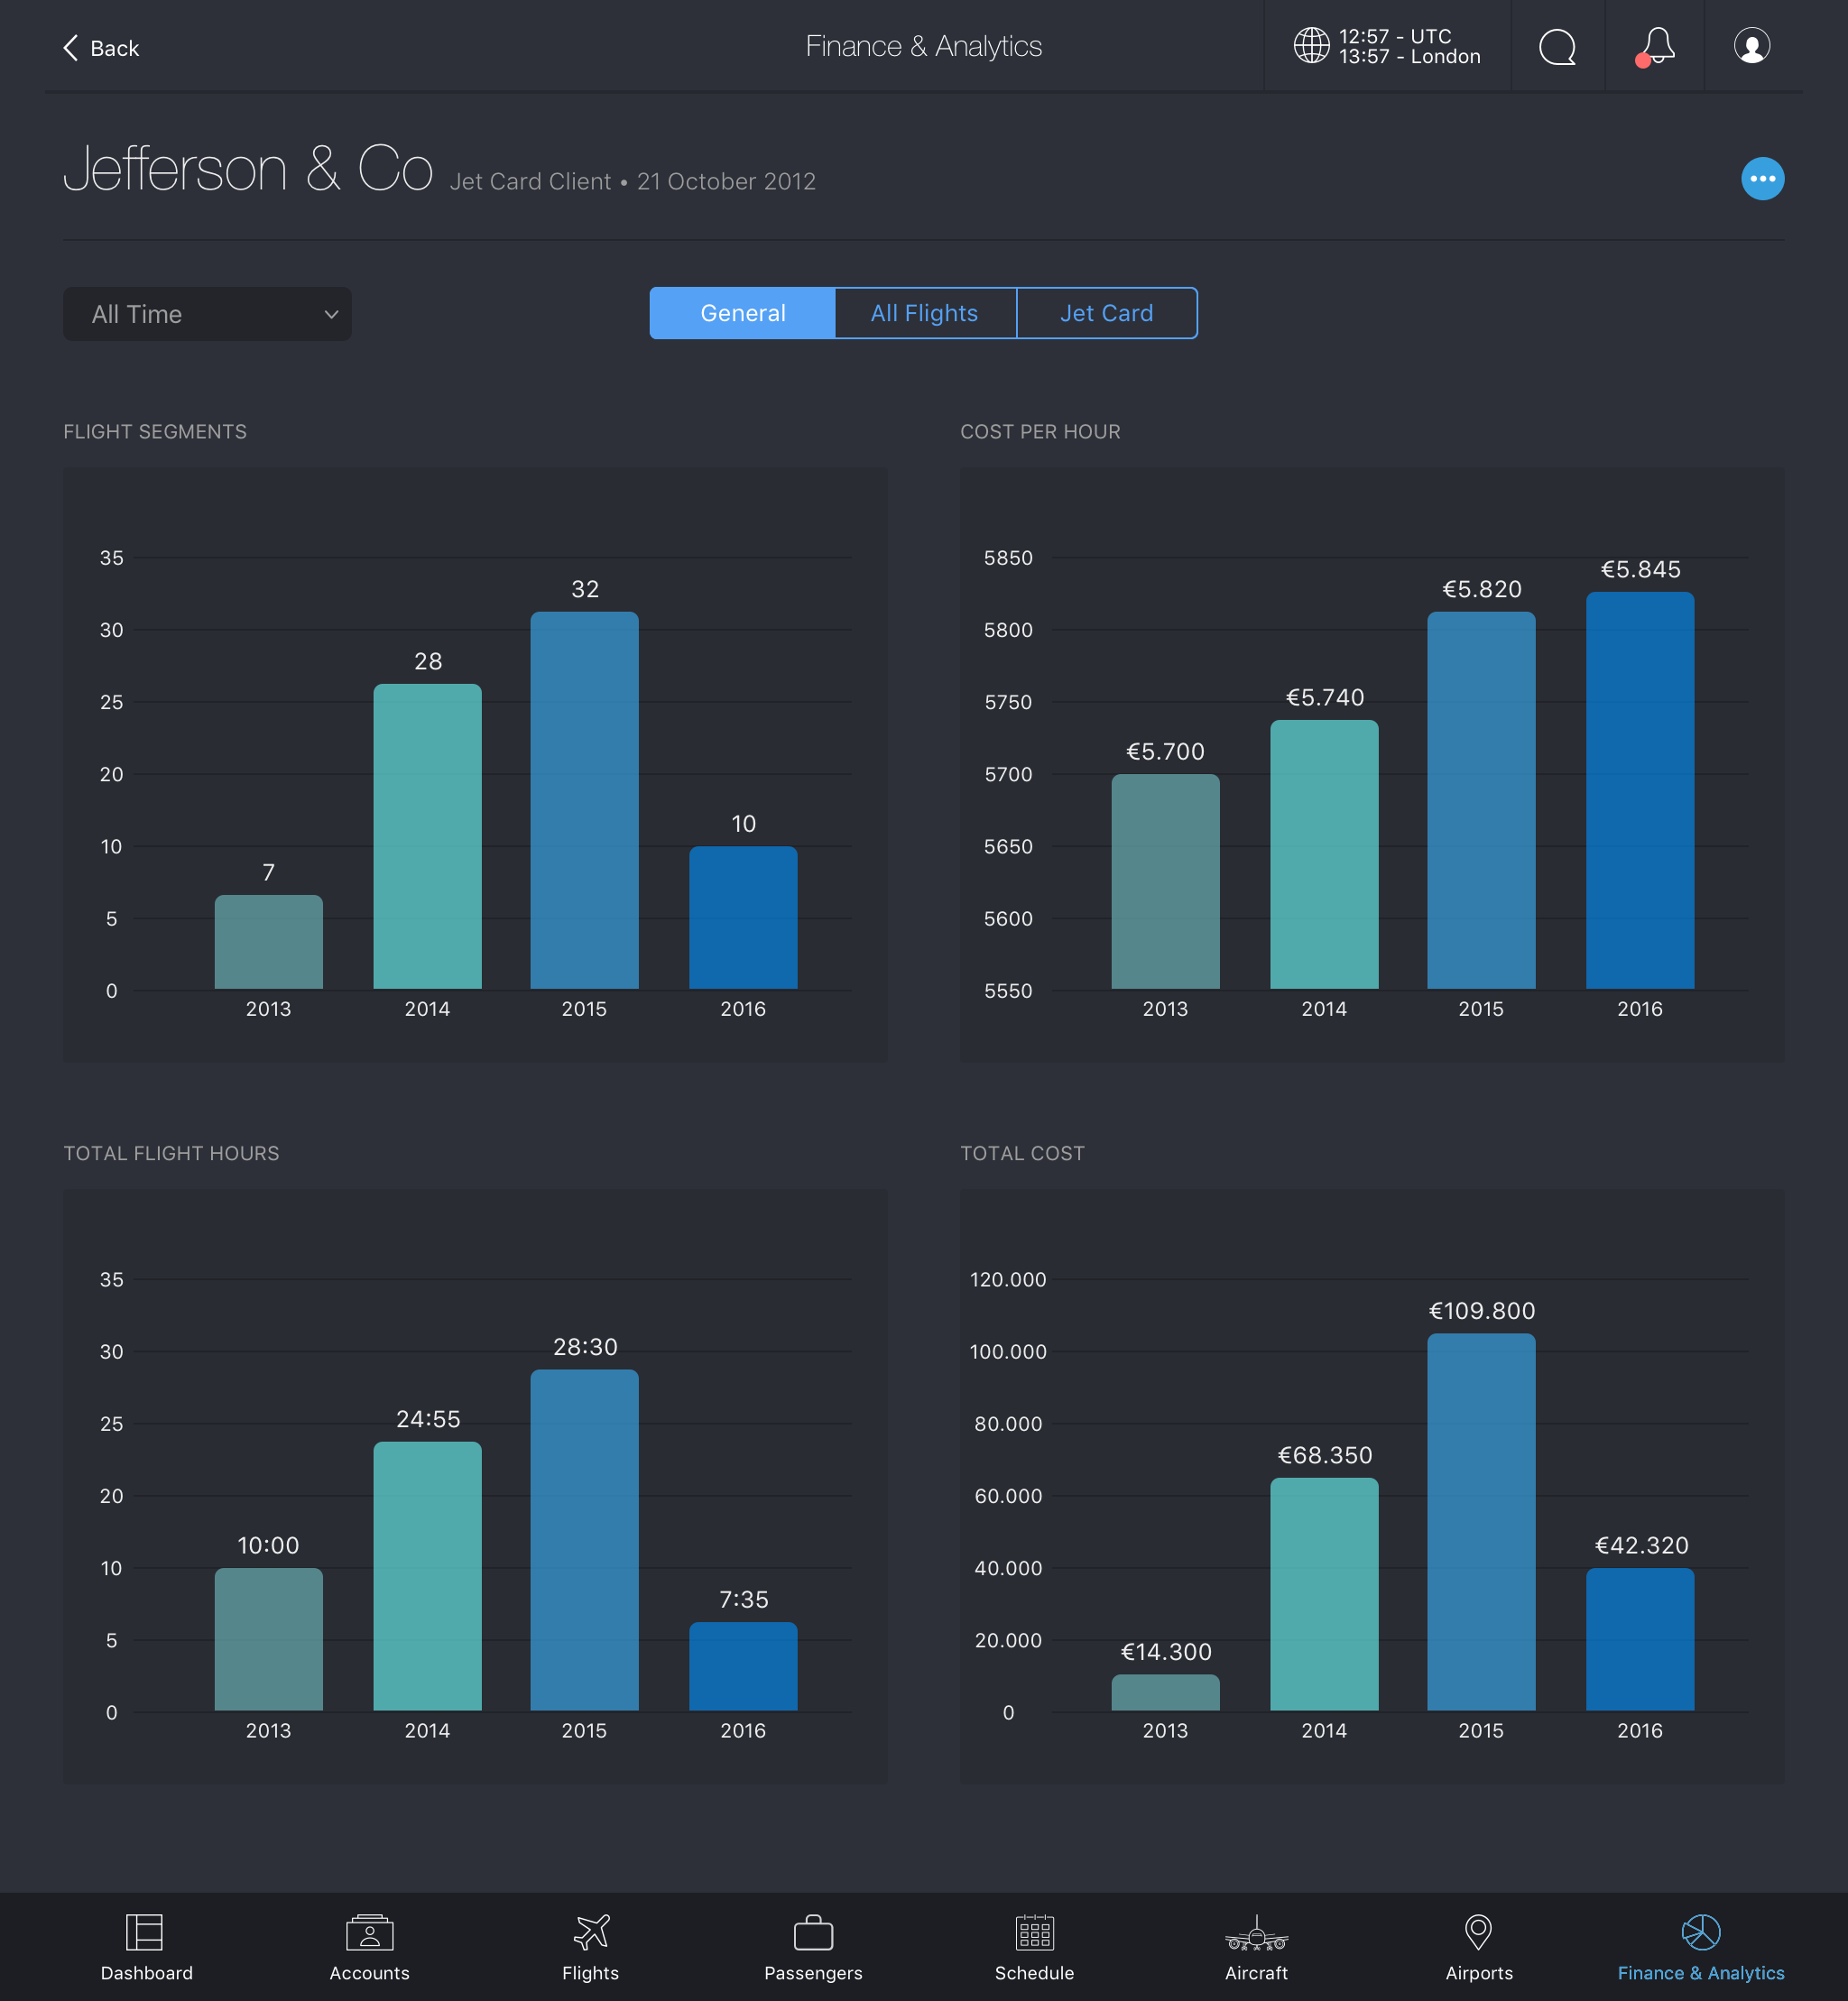 Back
Finance & Analytics
12:57 - UTC
13:57 - London
Jefferson & Co Jet Card Client • 21 October 2012
All Time
General All Flights Jet Card
FLIGHT SEGMENTS
35
30
25
20
10
5
0
7
28
32
10
2013 2014 2015 2016
COST PER HOUR
5850
5800
5750
5700
5650
5600
5550
€5.700
€5.740
€5.820
€5.845
2013 2014 2015 2016
TOTAL FLIGHT HOURS
35
30
25
20
10
5
0
10:00
24:55
28:30
7:35
2013 2014 2015 2016
TOTAL COST
120.000
100.000
80.000
60.000
40.000
20.000
0
€14.300
€68.350
€109.800
€42.320
2013 2014 2015 2016
Dashboard Accounts Flights Passengers Schedule Aircraft Airports Finance & Analytics